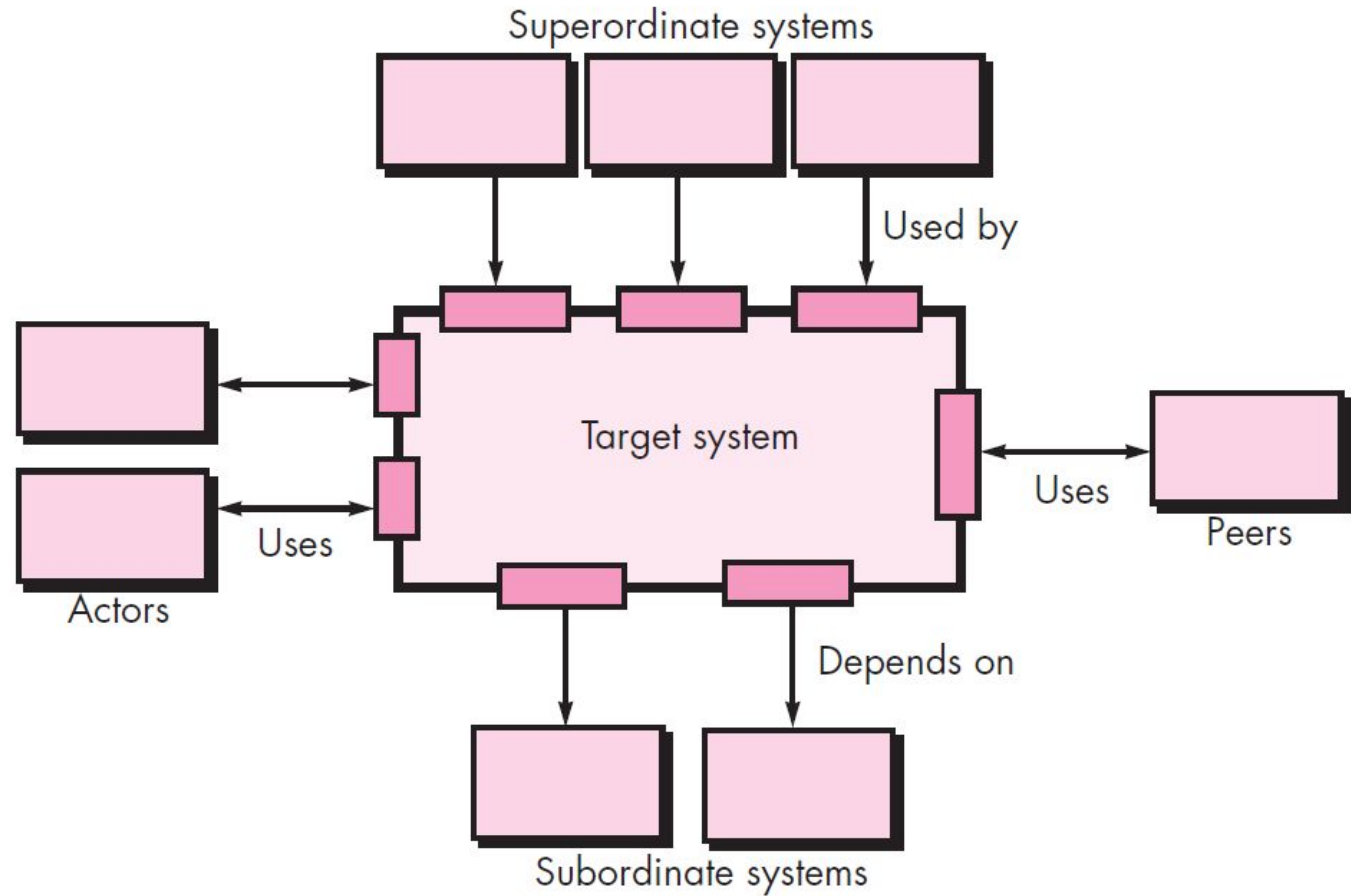 Superordinate systems
Used by
Target system
Uses
Peers
Uses
Actors
Depends on
Subordinate systems